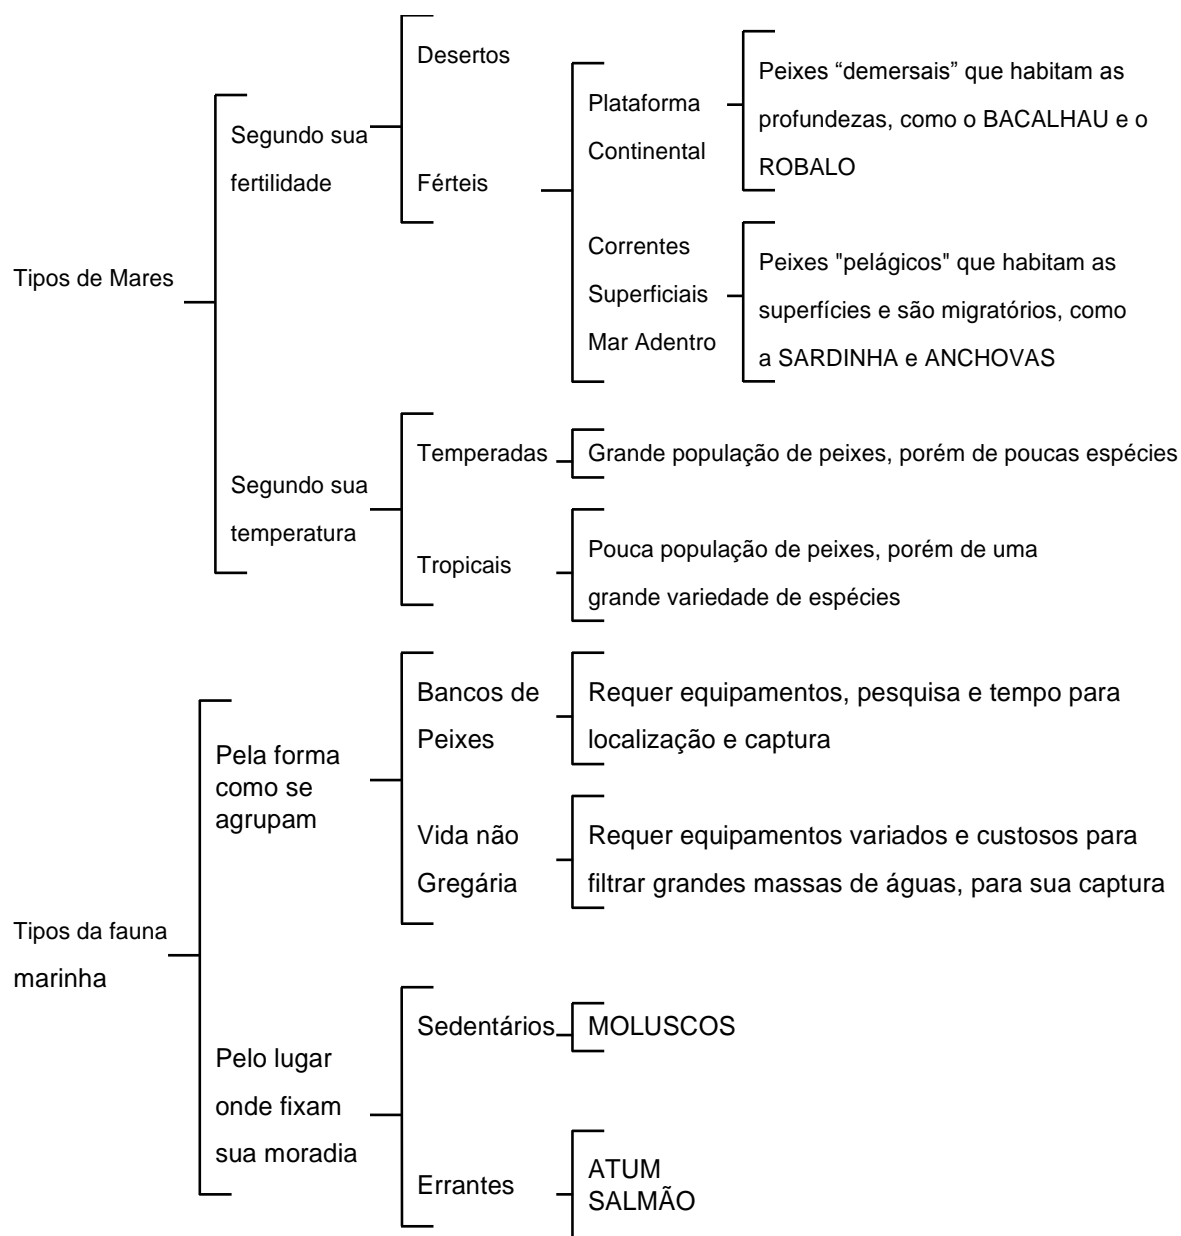 Tipos de Mares
Segundo sua
fertilidade
Desertos
Férteis
Plataforma
Continental
Peixes “demersais” que habitam as
profundezas, como o BACALHAU e o
ROBALO
Correntes
Superficiais
Mar Adentro
Peixes "pelágicos" que habitam as
superfícies e são migratórios, como
a SARDINHA e ANCHOVAS
Segundo sua
temperatura
Temperadas
Grande população de peixes, porém de poucas espécies
Tropicais
Pouca população de peixes, porém de uma
grande variedade de espécies
Tipos da fauna
marinha
Pela forma
como se
agrupam
Bancos de
Peixes
Requer equipamentos, pesquisa e tempo para
localização e captura
Vida não
Gregária
Requer equipamentos variados e custosos para
filtrar grandes massas de águas, para sua captura
Pelo lugar
onde fixam
sua moradia
Sedentários
MOLUSCOS
Errantes
ATUM
SALMÃO